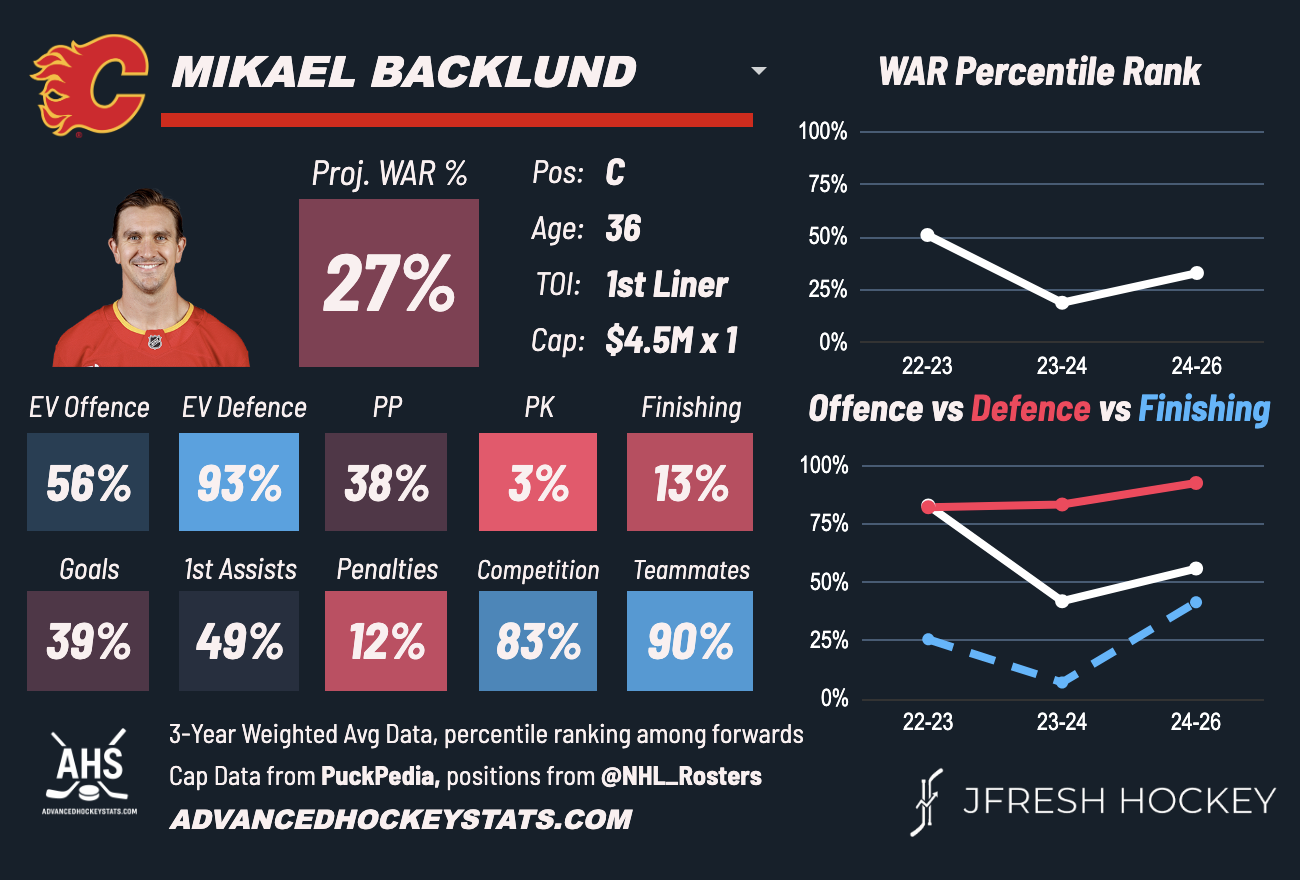 MIKAEL BACKLUND
Proj. WAR %
27%
Pos: C
Age: 36
TOI: 1st Liner
Cap: $4.5M x 1
EV Offence EV Defence PP PK Finishing
56% 93% 38% 3% 13%
Goals 1st Assists Penalties Competition Teammates
39% 49% 12% 83% 90%
AHS
ADVANCEDHOCKEYSTATS.COM
3-Year Weighted Avg Data, percentile ranking among forwards
Cap Data from PuckPedia, positions from @NHL_Rosters
ADVANCEDHOCKEYSTATS.COM
WAR Percentile Rank
100%
75%
50%
25%
0%
22-23 23-24 24-26
Offence vs Defence vs Finishing
100%
75%
50%
25%
0%
22-23 23-24 24-26
JFRESH HOCKEY